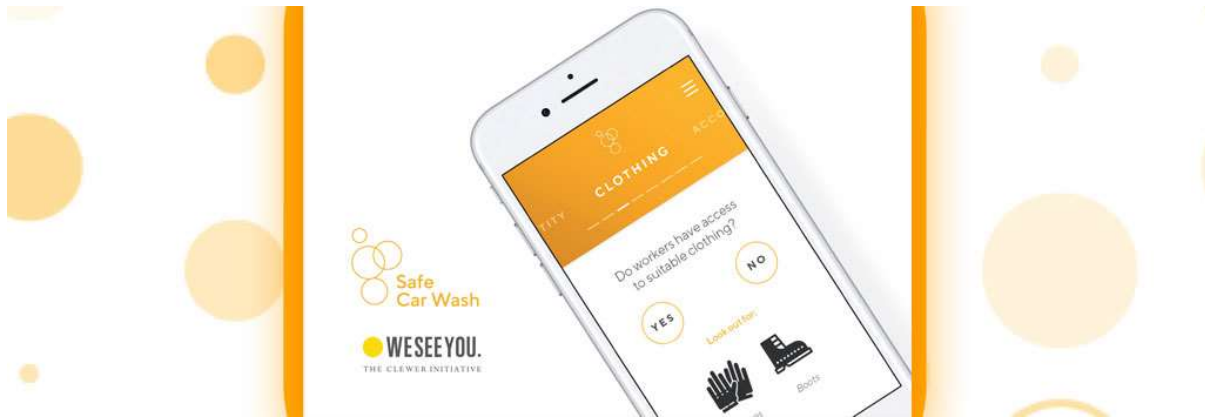 Safe
Car Wash
WESEEYOU.
THE CLEWER INITIATIVE
CLOTHING
Do workers have access
to suitable clothing?
YES
NO
Look out for:
Boots